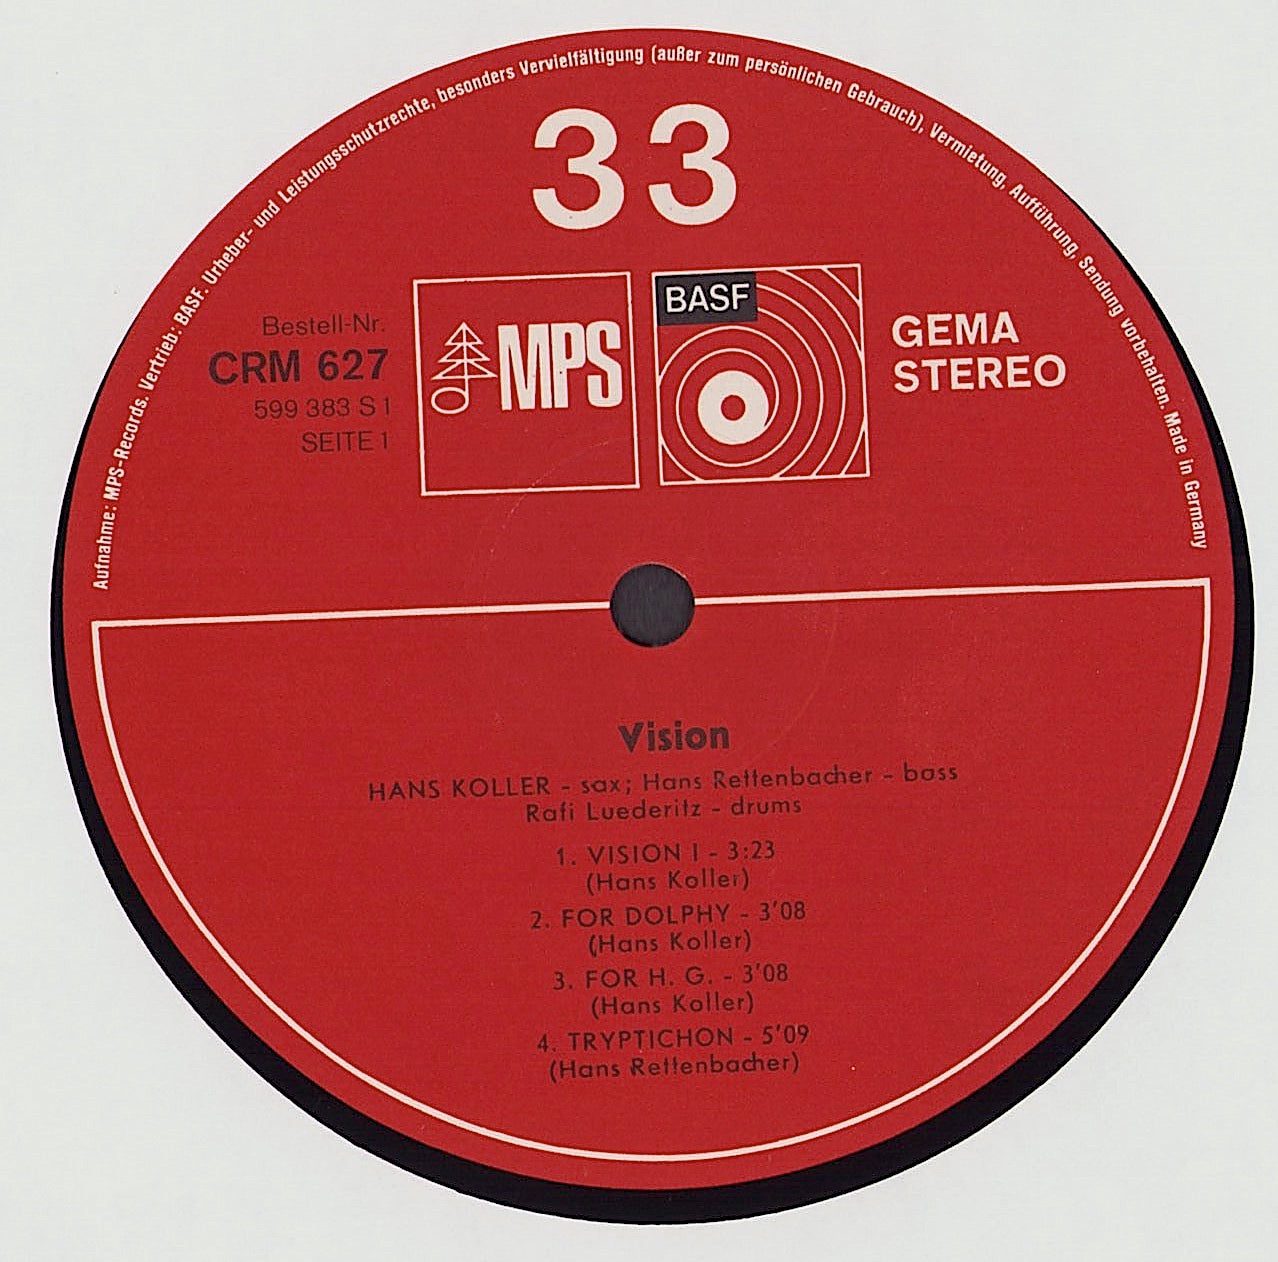 Aufnahme: MPS-Records. Vertrieb: BASF. Urheber- und Leistungsschutzrechte, besonders Vervielfältigung (außer zum persönlichen Gebrauch), Vermietung, Aufführung, Sendung vorbehalten. Made in Germany
33
Bestell-Nr.
CRM 627
599 383 S 1
SEITE 1
MPS
BASF
GEMA
STEREO
Vision
HANS KOLLER - sax; Hans Rettenbacher - bass
Rafi Luederitz - drums
1. VISION I - 3:23
(Hans Koller)
2. FOR DOLPHY - 3'08
(Hans Koller)
3. FOR H. G. - 3'08
(Hans Koller)
4. TRYPTICHON - 5'09
(Hans Rettenbacher)